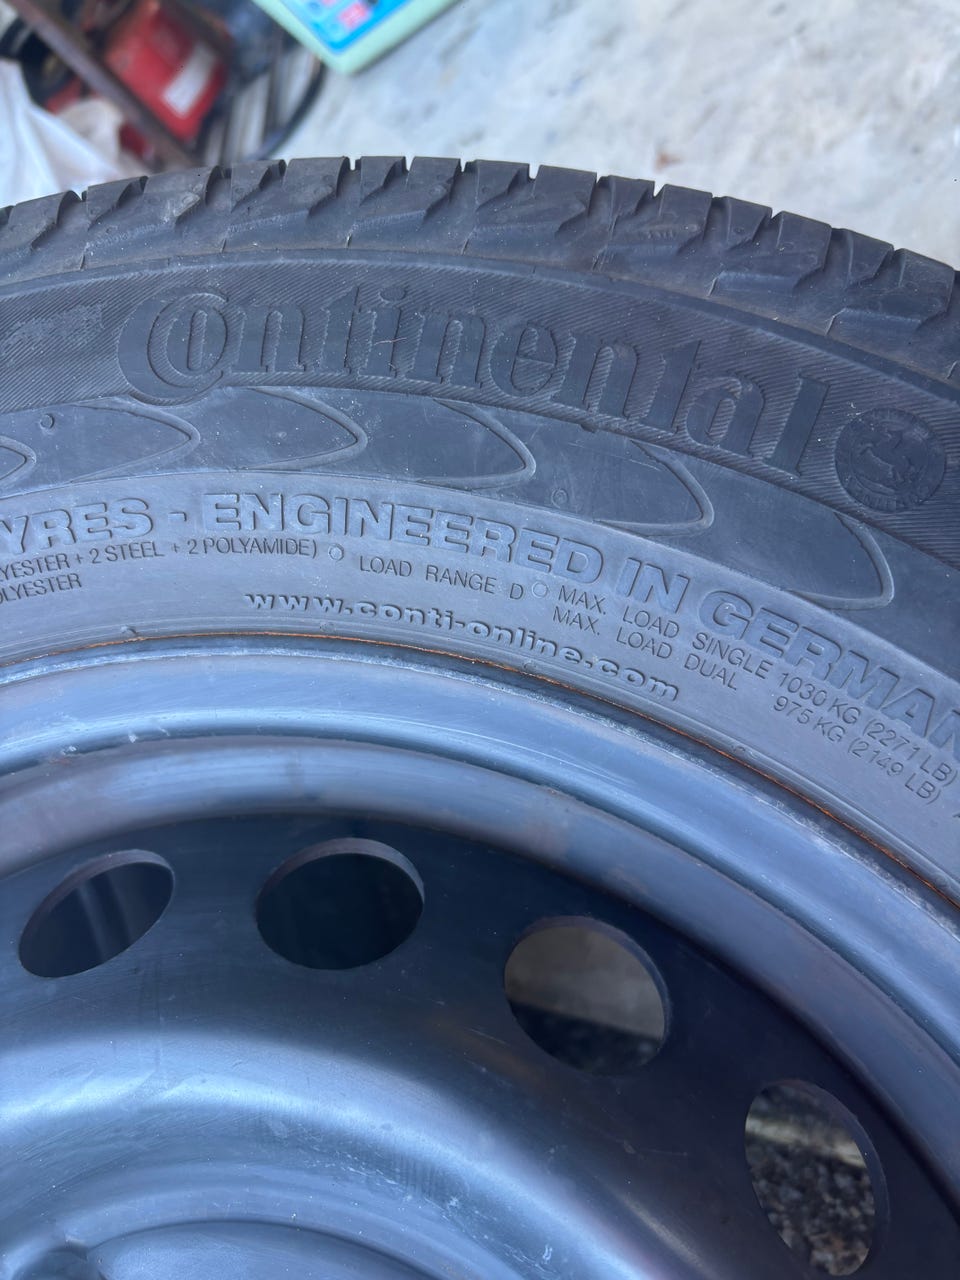 Continental
YRES - ENGINEERED IN GERMAN
YESTER + 2 STEEL + 2 POLYAMIDE) LOAD RANGE D MAX. LOAD SINGLE 1030 KG (2271 LB)
OLYESTER MAX. LOAD DUAL 975 KG (2149 LB)
www.conti-online.com